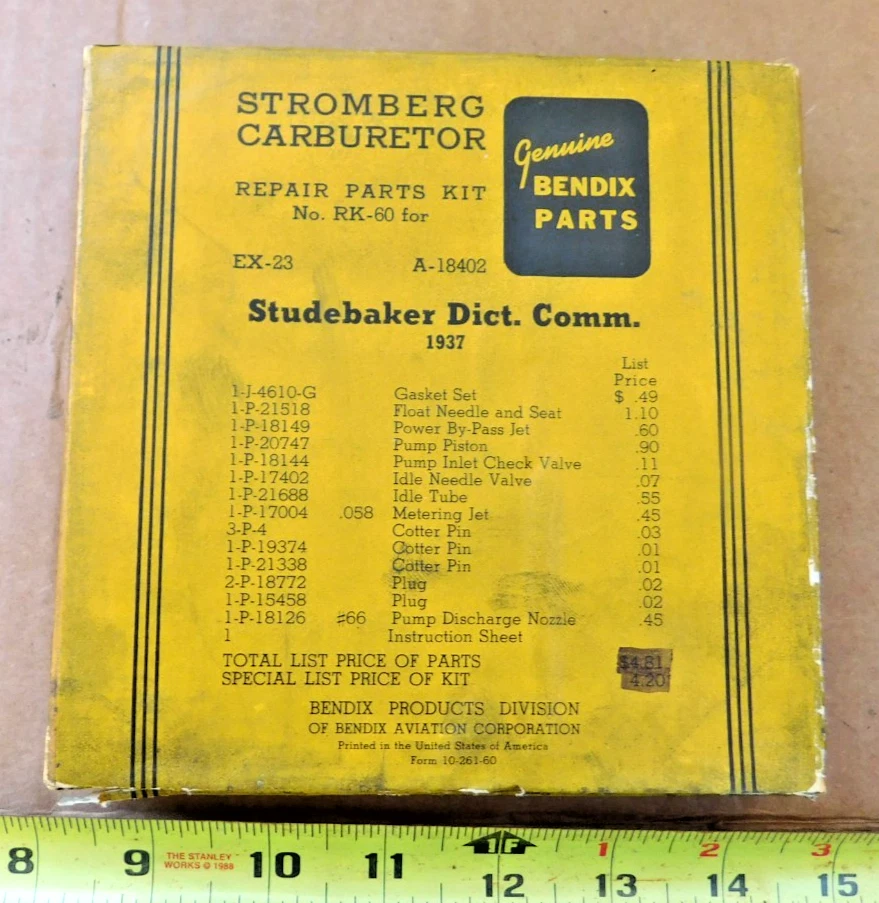 STROMBERG
CARBURETOR
REPAIR PARTS KIT
No. RK-60 for
EX-23 A-18402
Genuine
BENDIX
PARTS
Studebaker Dict. Comm.
1937
List
Price
1-J-4610-G Gasket Set $ .49
1-P-21518 Float Needle and Seat 1.10
1-P-18149 Power By-Pass Jet .60
1-P-20747 Pump Piston .90
1-P-18144 Pump Inlet Check Valve .11
1-P-17402 Idle Needle Valve .07
1-P-21688 Idle Tube .55
1-P-17004 .058 Metering Jet .45
3-P-4 Cotter Pin .03
1-P-19374 Cotter Pin .01
1-P-21338 Cotter Pin .01
2-P-18772 Plug .02
1-P-15458 Plug .02
1-P-18126 #66 Pump Discharge Nozzle .45
1 Instruction Sheet
TOTAL LIST PRICE OF PARTS $4.81
SPECIAL LIST PRICE OF KIT 4.20
BENDIX PRODUCTS DIVISION
OF BENDIX AVIATION CORPORATION
Printed in the United States of America
Form 10-261-60
1F 1 2 3
8 9 THE STANLEY WORKS © 1988 10 11 12 13 14 15